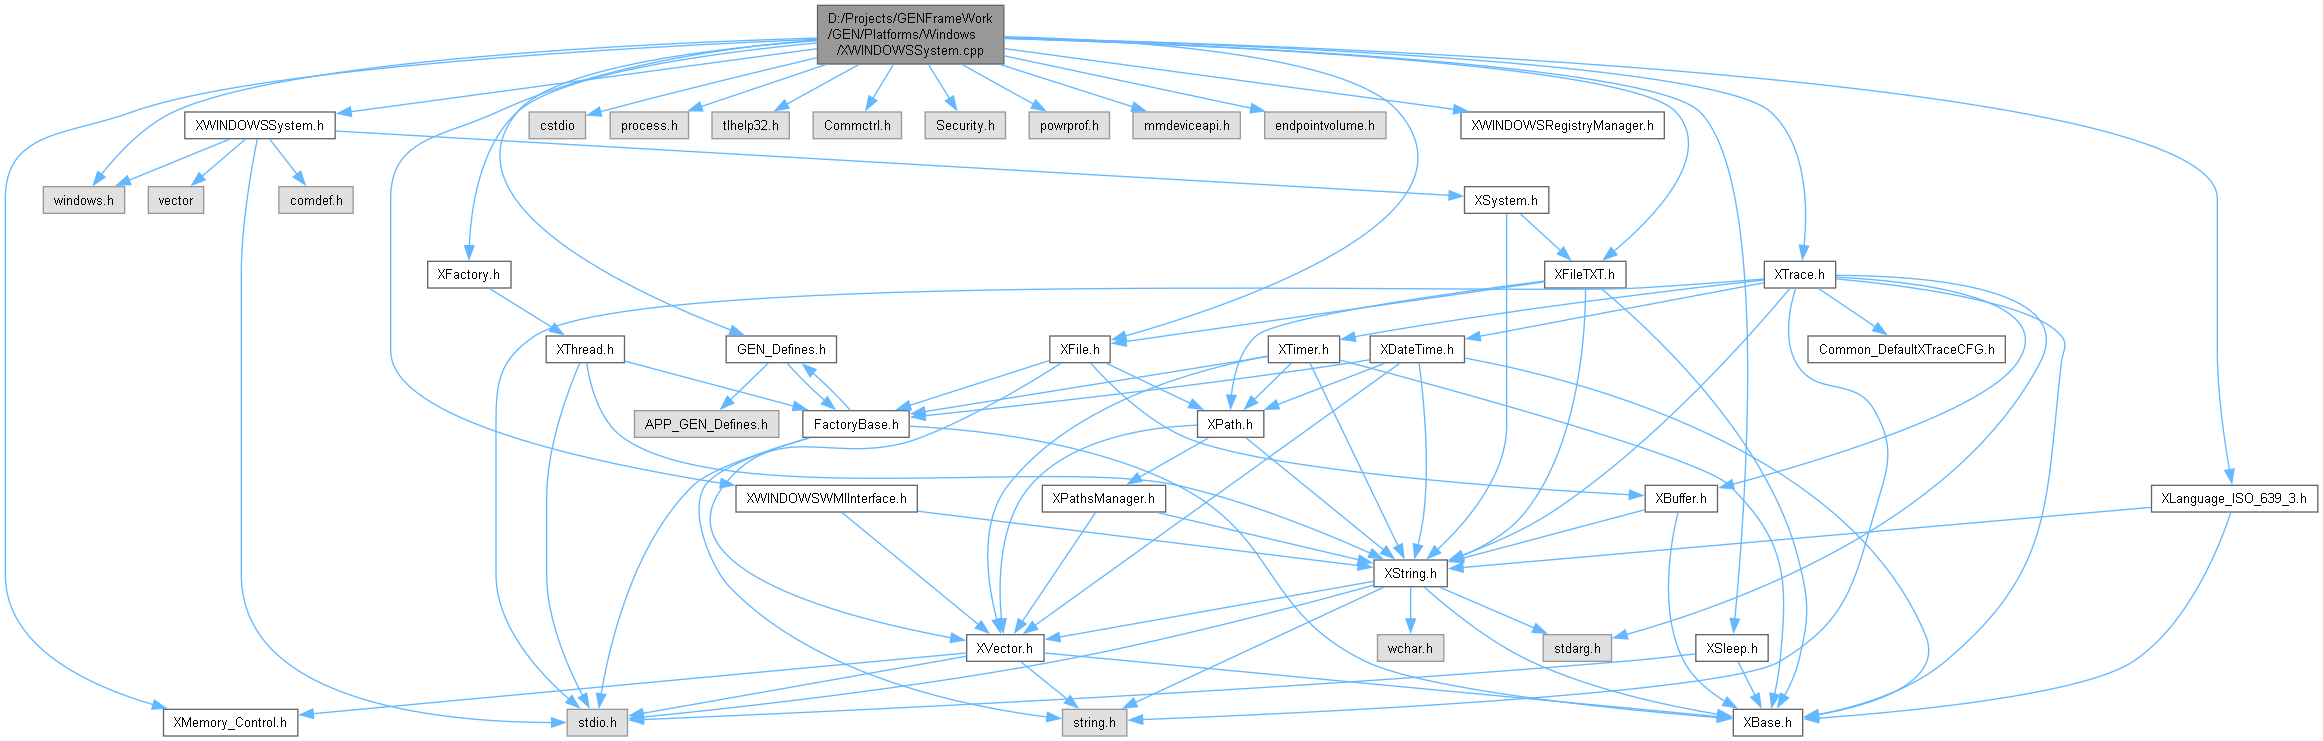 D:/Projects/GENFrameWork
/GEN/Platforms/Windows
/XWINDOWSSystem.cpp
XWINDOWSSystem.h
cstdio
process.h
tlhelp32.h
Commctrl.h
Security.h
powrprof.h
mmdeviceapi.h
endpointvolume.h
XWINDOWSRegistryManager.h
windows.h
vector
comdef.h
XSystem.h
XFactory.h
XFileTXT.h
XTrace.h
XThread.h
GEN_Defines.h
XFile.h
XTimer.h
XDateTime.h
Common_DefaultXTraceCFG.h
APP_GEN_Defines.h
FactoryBase.h
XPath.h
XWINDOWSWMIInterface.h
XPathsManager.h
XBuffer.h
XLanguage_ISO_639_3.h
XString.h
XVector.h
wchar.h
stdarg.h
XSleep.h
XMemory_Control.h
stdio.h
string.h
XBase.h